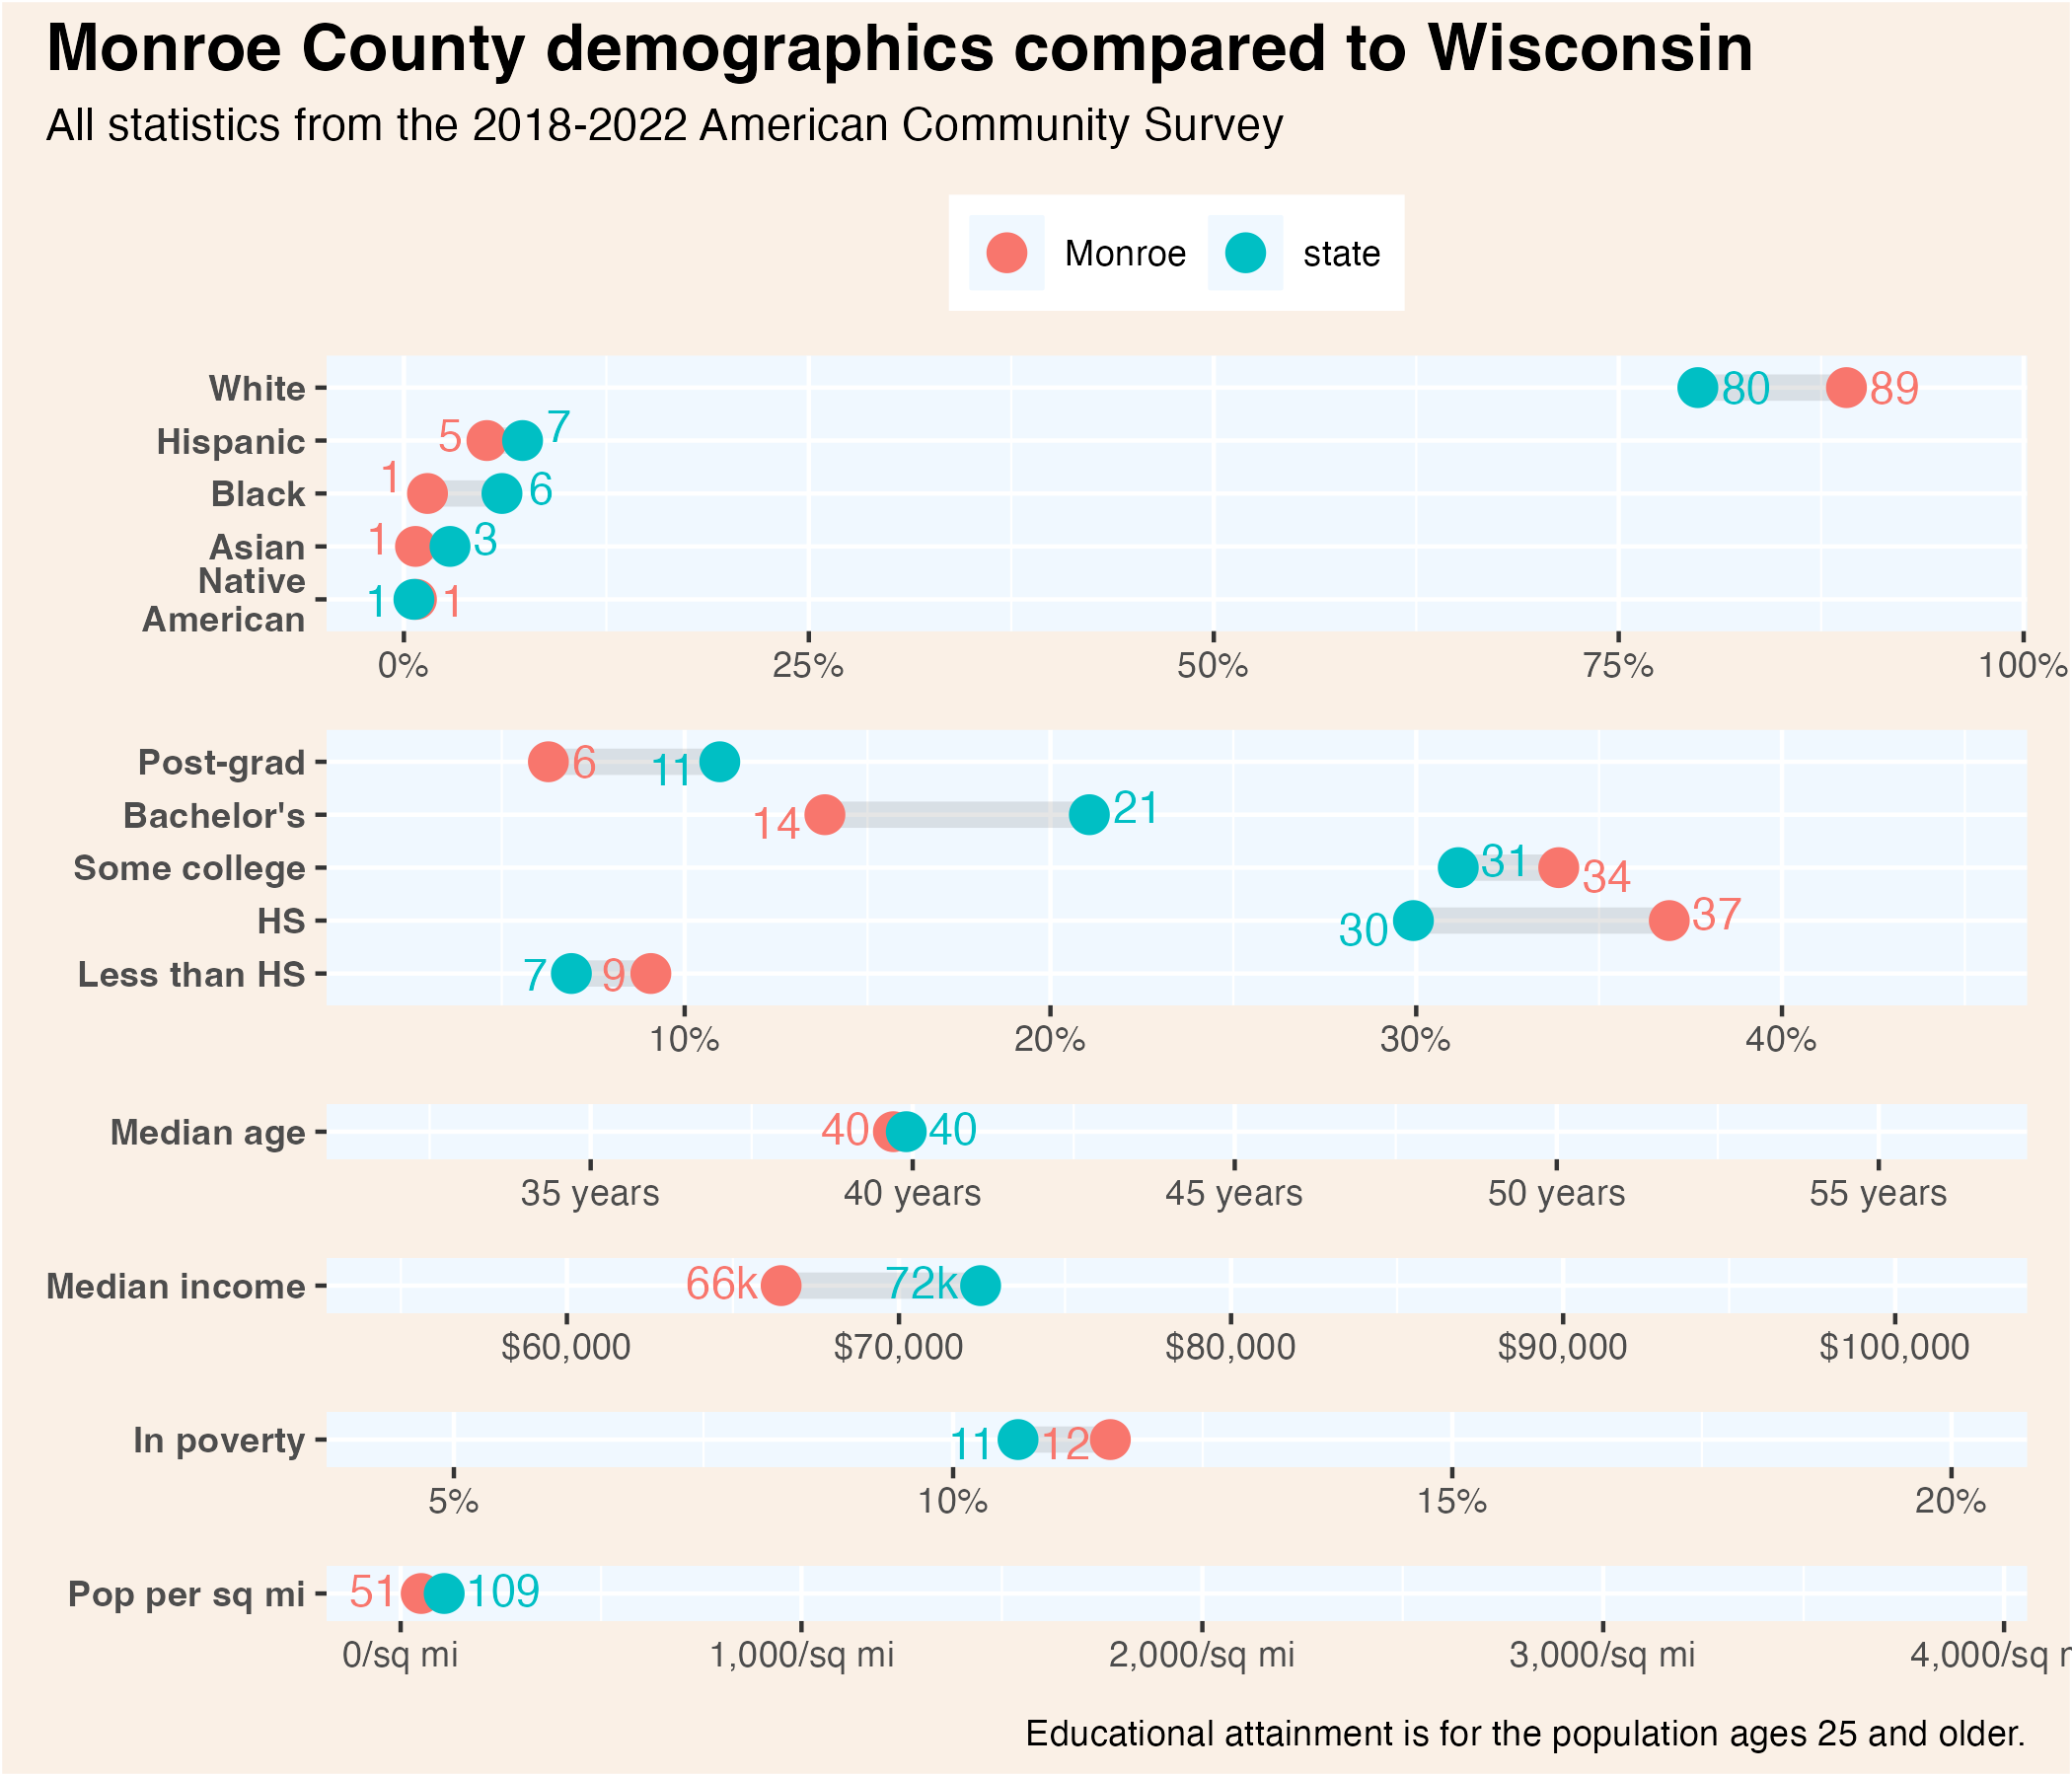 Monroe County demographics compared to Wisconsin
All statistics from the 2018-2022 American Community Survey
Monroe state
White 80 89
Hispanic 5 7
Black 1 6
Asian 1 3
Native
American 1 1
0% 25% 50% 75% 100%
Post-grad 6 11
Bachelor's 14 21
Some college 31 34
HS 30 37
Less than HS 7 9
10% 20% 30% 40%
Median age 40 40
35 years 40 years 45 years 50 years 55 years
Median income 66k 72k
$60,000 $70,000 $80,000 $90,000 $100,000
In poverty 11 12
5% 10% 15% 20%
Pop per sq mi 51 109
0/sq mi 1,000/sq mi 2,000/sq mi 3,000/sq mi 4,000/sq
Educational attainment is for the population ages 25 and older.